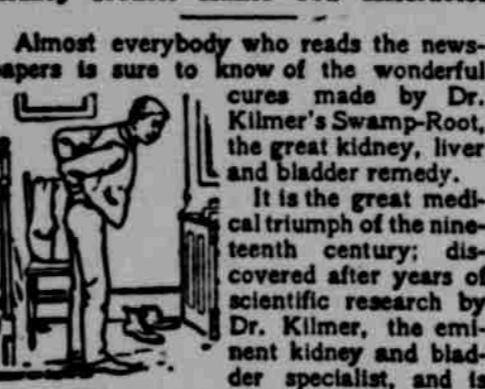 Almost everybody who reads the news-
papers is sure to know of the wonderful
cures made by Dr.
Kilmer's Swamp-Root,
the great kidney, liver
and bladder remedy.
It is the great medi-
cal triumph of the nine-
teenth century; dis-
covered after years of
scientific research by
Dr. Kilmer, the emi-
nent kidney and blad-
der specialist, and is